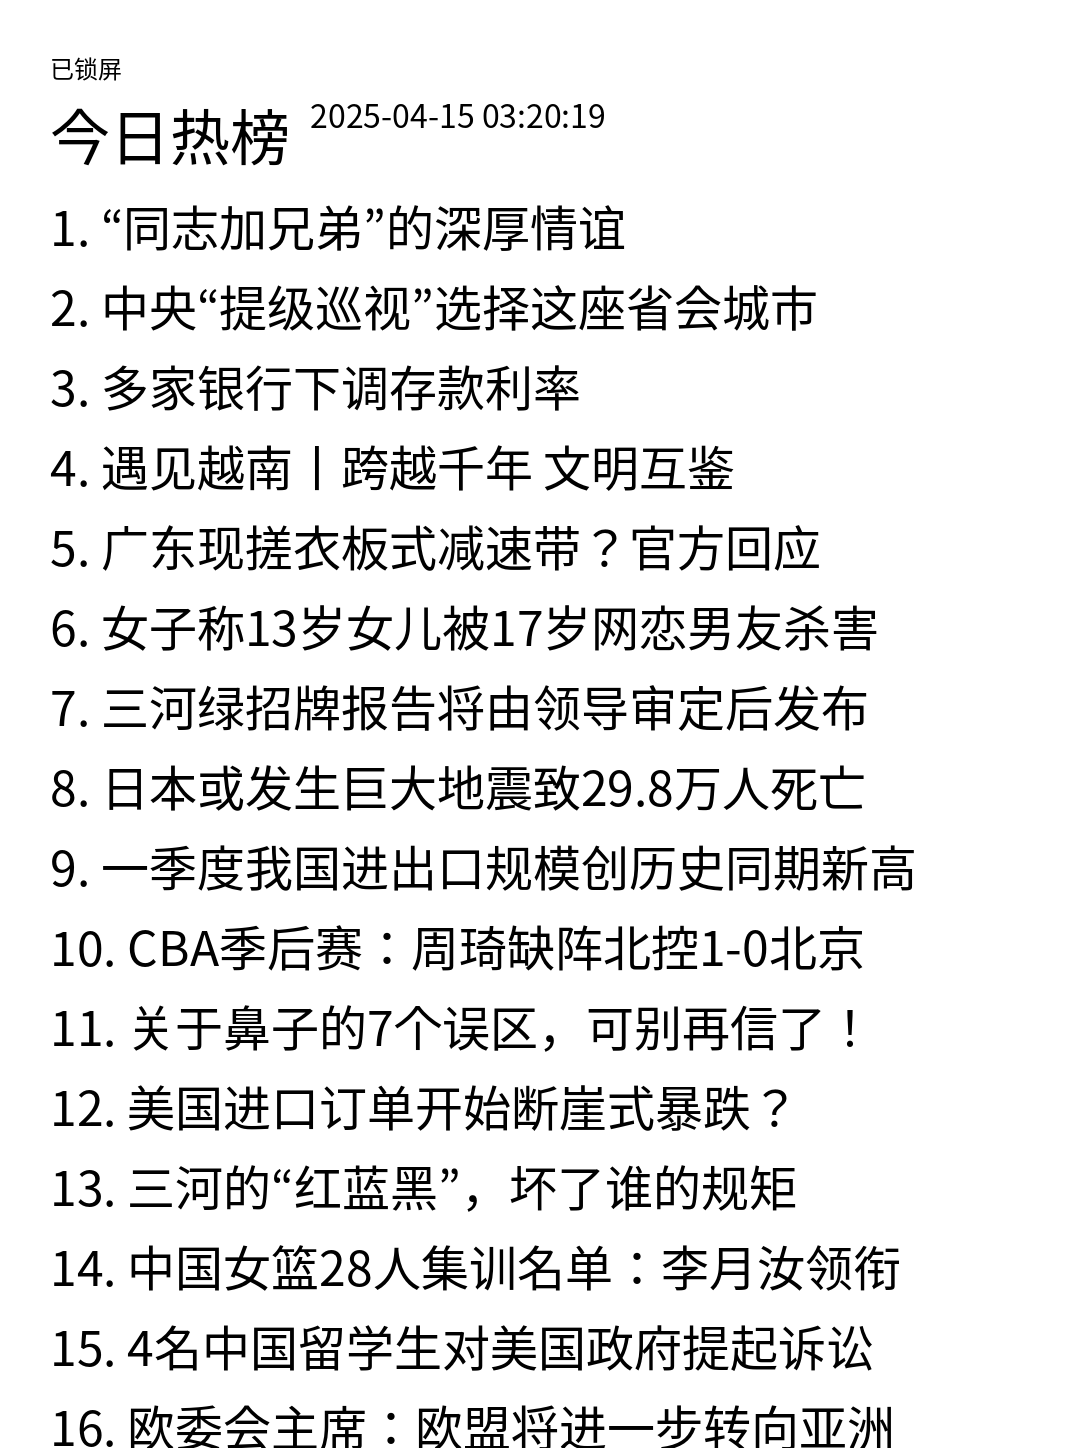 已锁屏
今日热榜 2025-04-15 03:20:19
1. “同志加兄弟”的深厚情谊
2. 中央“提级巡视”选择这座省会城市
3. 多家银行下调存款利率
4. 遇见越南丨跨越千年 文明互鉴
5. 广东现搓衣板式减速带？官方回应
6. 女子称13岁女儿被17岁网恋男友杀害
7. 三河绿招牌报告将由领导审定后发布
8. 日本或发生巨大地震致29.8万人死亡
9. 一季度我国进出口规模创历史同期新高
10. CBA季后赛：周琦缺阵北控1-0北京
11. 关于鼻子的7个误区，可别再信了！
12. 美国进口订单开始断崖式暴跌？
13. 三河的“红蓝黑”，坏了谁的规矩
14. 中国女篮28人集训名单：李月汝领衔
15. 4名中国留学生对美国政府提起诉讼
16. 欧委会主席：欧盟将进一步转向亚洲